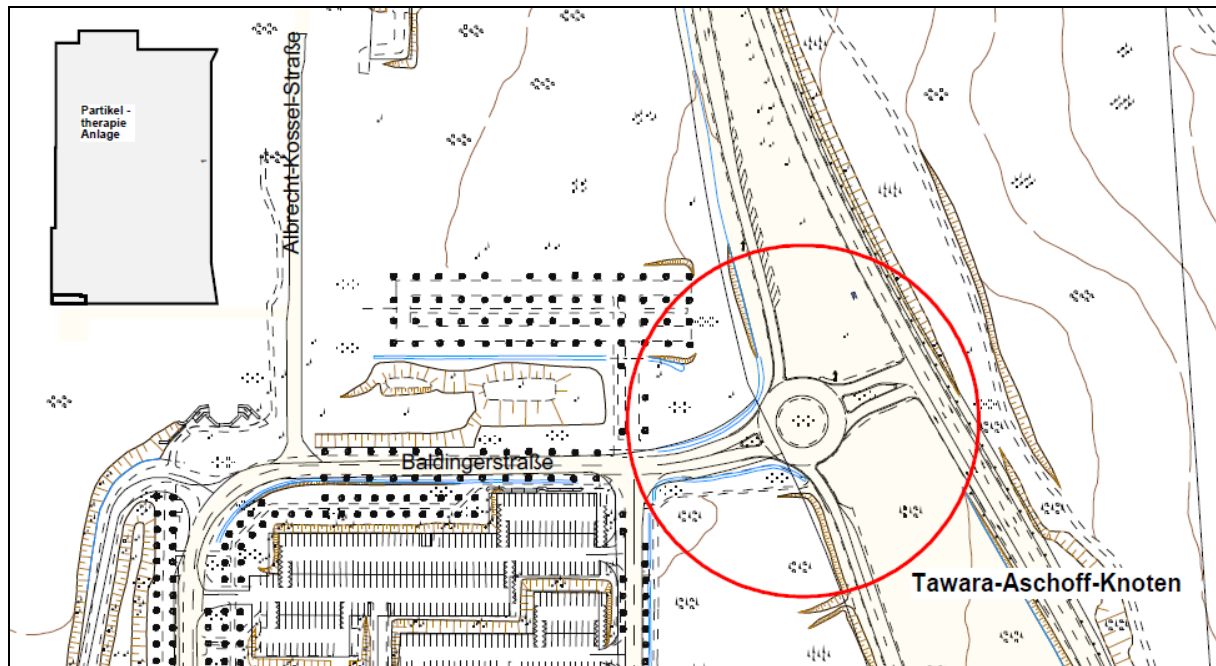 Partikel -
therapie
Anlage
Albrecht-Kossel-Straße
Baldingerstraße
Tawara-Aschoff-Knoten